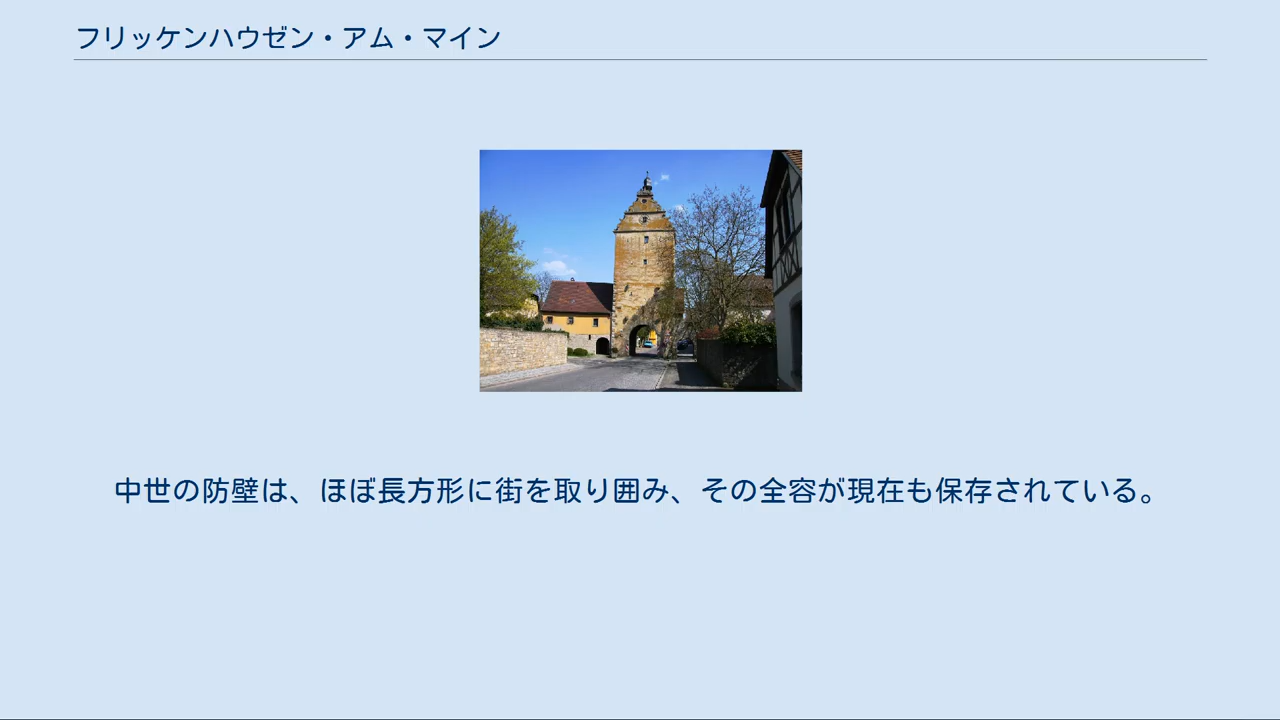 フリッケンハウゼン・アム・マイン
中世の防壁は、ほぼ長方形に街を取り囲み、その全容が現在も保存されている。